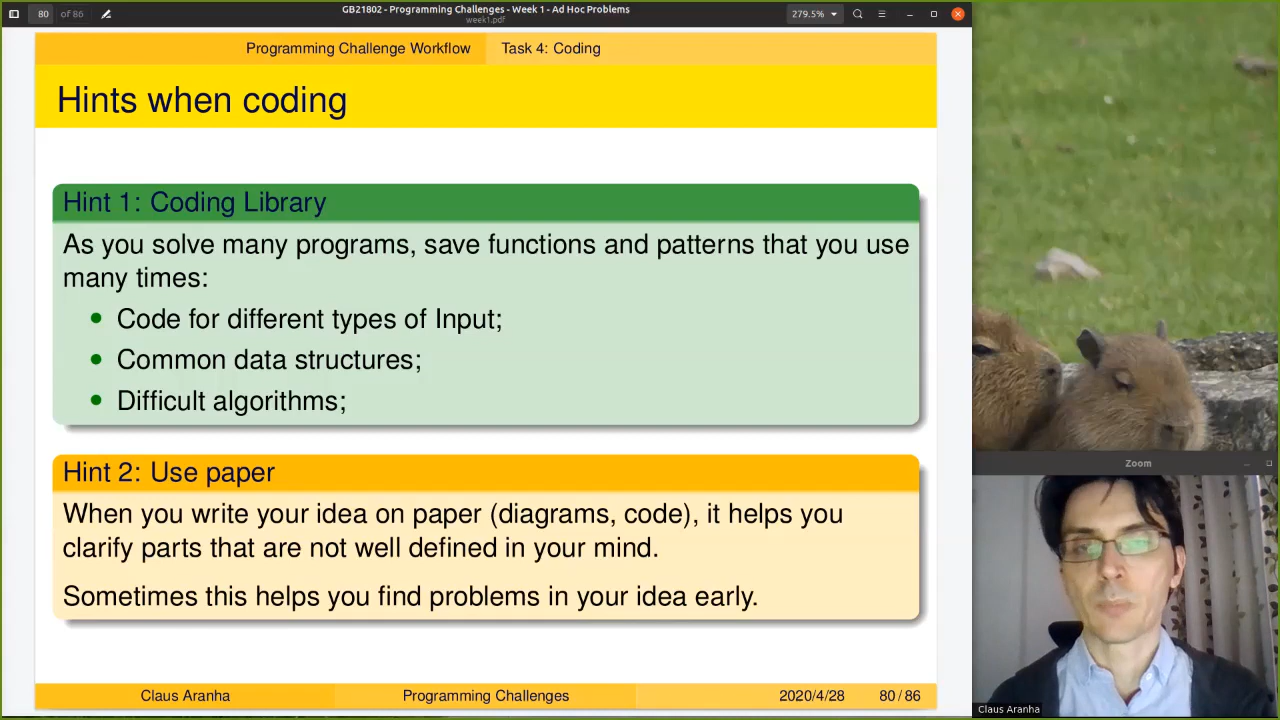 80 of 86
GB21802 - Programming Challenges - Week 1 - Ad Hoc Problems
week1.pdf
279.5%
Programming Challenge Workflow Task 4: Coding
Hints when coding
Hint 1: Coding Library
As you solve many programs, save functions and patterns that you use
many times:
Code for different types of Input;
Common data structures;
Difficult algorithms;
Hint 2: Use paper
When you write your idea on paper (diagrams, code), it helps you
clarify parts that are not well defined in your mind.
Sometimes this helps you find problems in your idea early.
Claus Aranha Programming Challenges 2020/4/28 80 / 86
Zoom
Claus Aranha